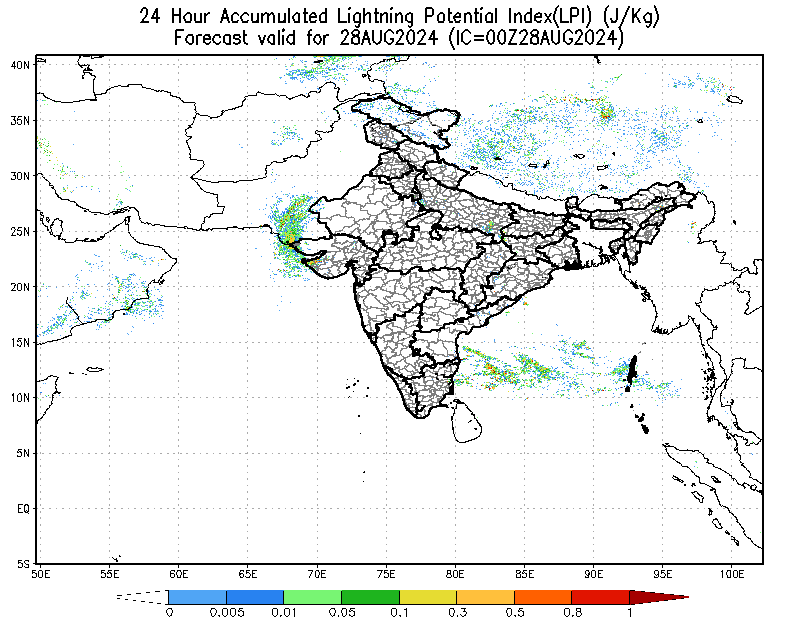 24 Hour Accumulated Lightning Potential Index(LPI) (J/Kg)
Farecast valid for 28AUG2024 (IC=00Z28AUG2024)
40N
35N
30N
25N
20N
15N
10N
5N
EQ
5S
50E 55E 60E 65E 70E 75E 80E 85E 90E 95E 100E
0 0.005 0.01 0.05 0.1 0.3 0.5 0.8 1